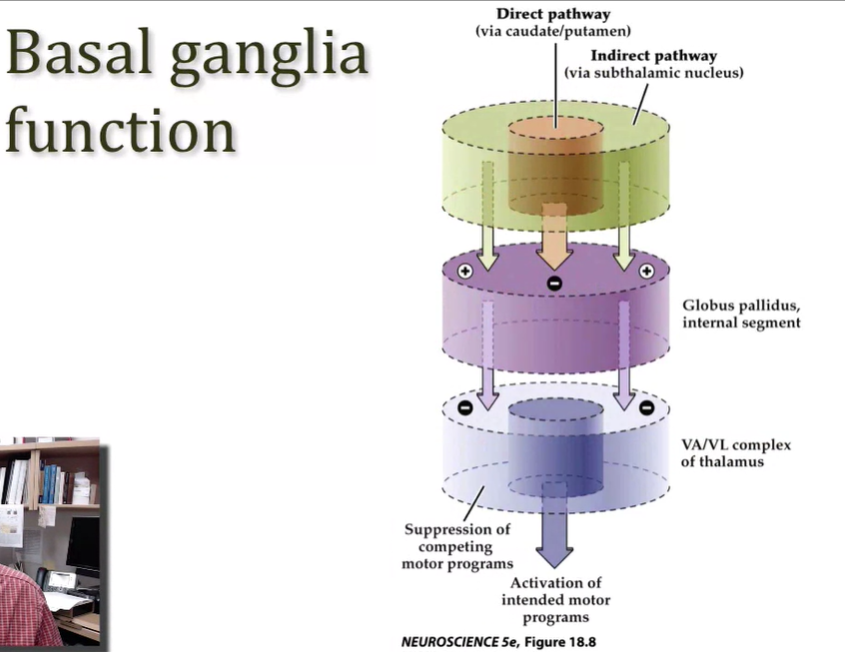 Basal ganglia
function
Direct pathway
(via caudate/putamen)
Indirect pathway
(via subthalamic nucleus)
+
+
−
Globus pallidus,
internal segment
−
−
VA/VL complex
of thalamus
Suppression of
competing
motor programs
Activation of
intended motor
programs
NEUROSCIENCE 5e, Figure 18.8